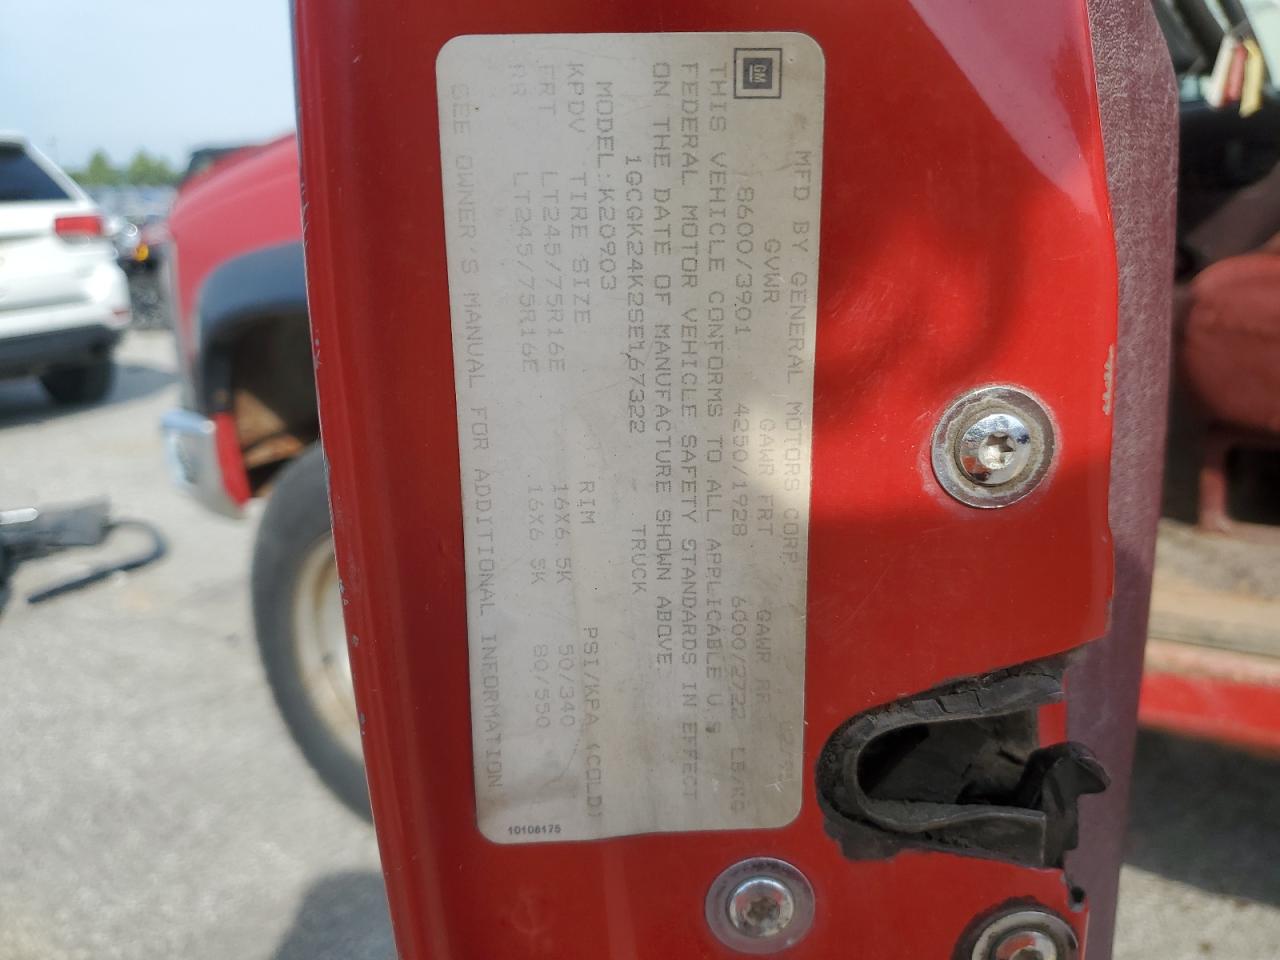 GM
MFD BY GENERAL MOTORS CORP
GVWR GAWR FRT GAWR RR
8600/3901 4250/1928 6000/2722 LB/KG
THIS VEHICLE CONFORMS TO ALL APPLICABLE U.S
FEDERAL MOTOR VEHICLE SAFETY STANDARDS IN EFFECT
ON THE DATE OF MANUFACTURE SHOWN ABOVE.
1GCGK24K2SE167322 TRUCK
MODEL: K20903
KPDV TIRE SIZE RIM PSI/KPA (COLD)
FRT LT245/75R16E 16X6.5K 50/340
RR LT245/75R16E 16X6 5K 80/550
SEE OWNER'S MANUAL FOR ADDITIONAL INFORMATION
10108175